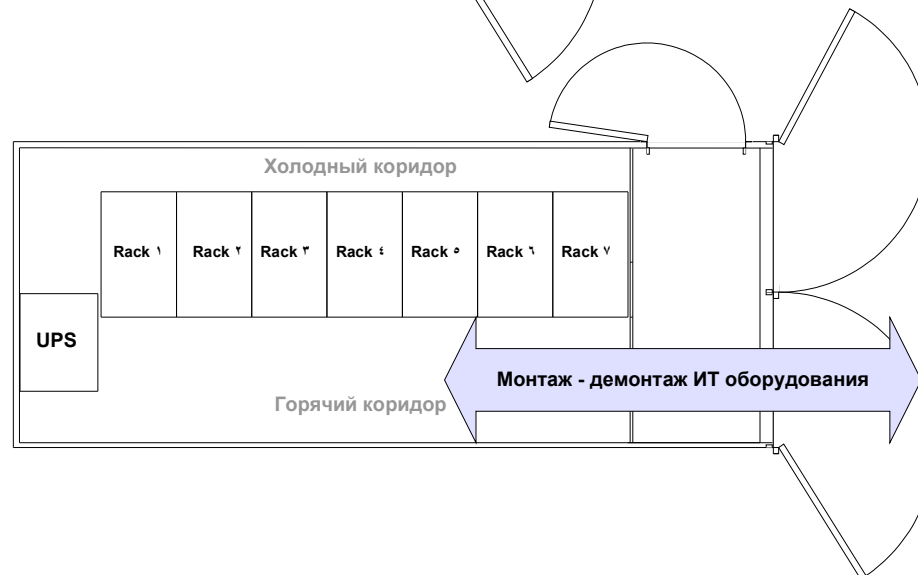 Холодный коридор
Rack ١ Rack ٢ Rack ٣ Rack ٤ Rack ٥ Rack ٦ Rack ٧
UPS
Монтаж - демонтаж ИТ оборудования
Горячий коридор